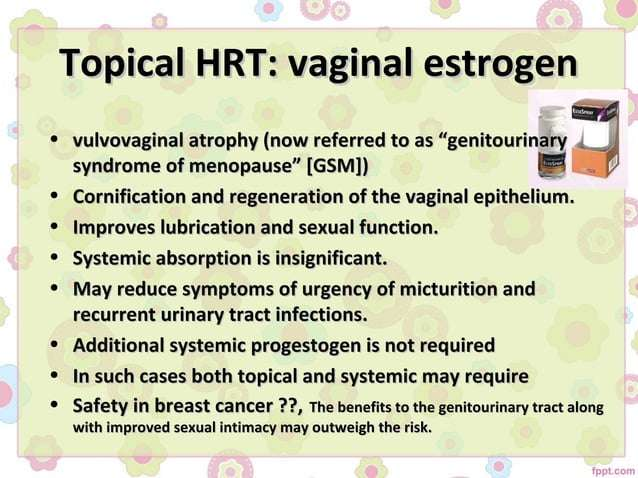 Topical HRT: vaginal estrogen
• vulvovaginal atrophy (now referred to as “genitourinary
syndrome of menopause” [GSM])
• Cornification and regeneration of the vaginal epithelium.
• Improves lubrication and sexual function.
• Systemic absorption is insignificant.
• May reduce symptoms of urgency of micturition and
recurrent urinary tract infections.
• Additional systemic progestogen is not required
• In such cases both topical and systemic may require
• Safety in breast cancer ??, The benefits to the genitourinary tract along
with improved sexual intimacy may outweigh the risk.
fppt.com